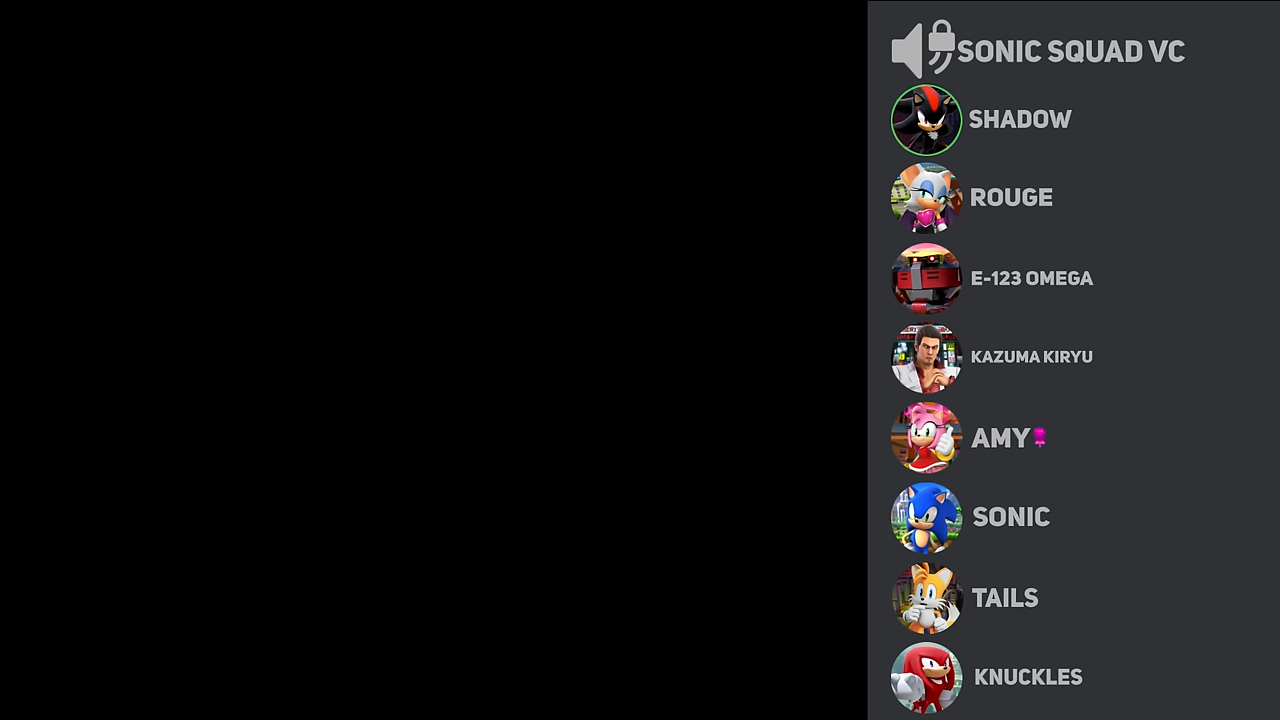 SONIC SQUAD VC
SHADOW
ROUGE
E-123 OMEGA
KAZUMA KIRYU
AMY
SONIC
TAILS
KNUCKLES